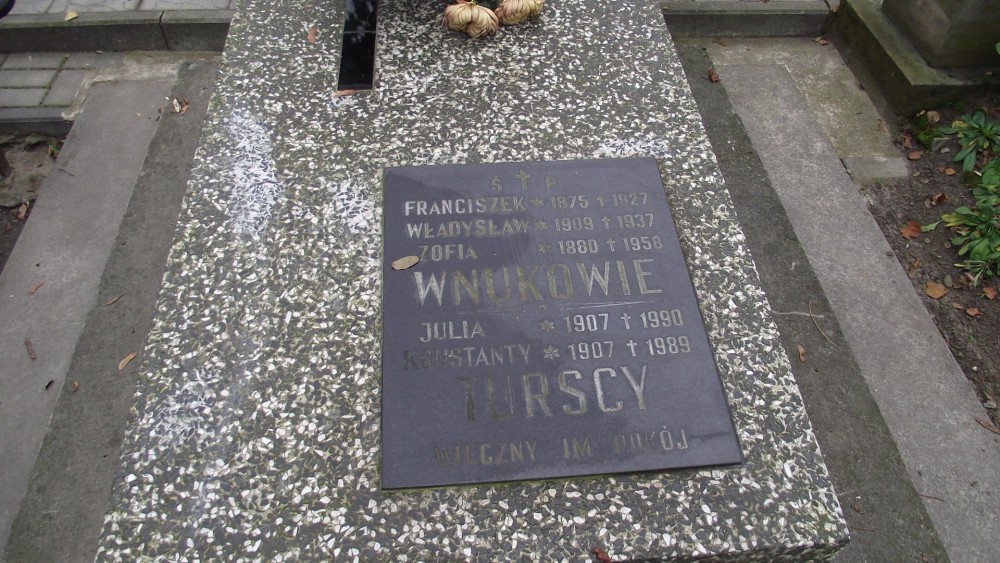 Ś † P
FRANCISZEK * 1875 † 1927
WŁADYSŁAW * 1909 † 1937
ZOFIA * 1880 † 1958
WNUKOWIE
JULIA * 1907 † 1990
KONSTANTY * 1907 † 1989
TURSCY
WIECZNY IM POKÓJ